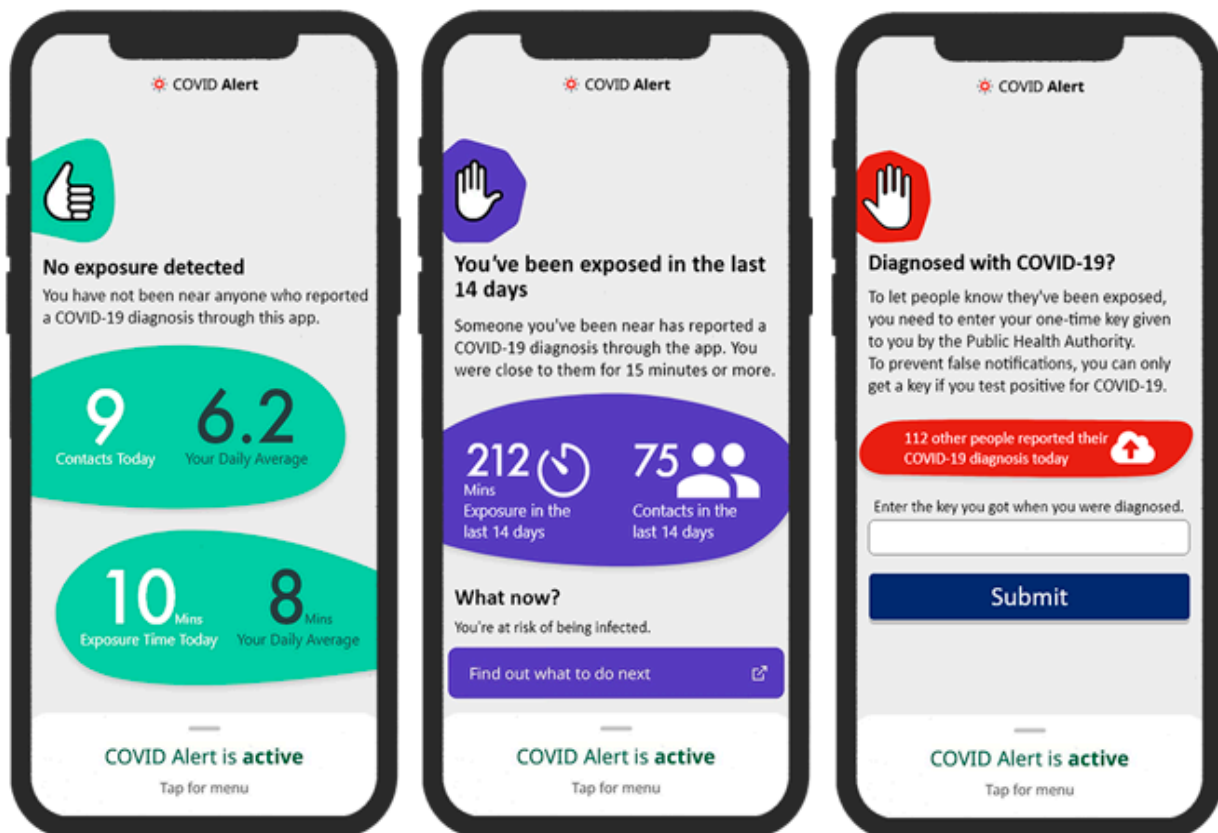 COVID Alert
No exposure detected
You have not been near anyone who reported
a COVID-19 diagnosis through this app.
9
Contacts Today
6.2
Your Daily Average
10 Mins
Exposure Time Today
8 Mins
Your Daily Average
COVID Alert is active
Tap for menu
COVID Alert
You've been exposed in the last
14 days
Someone you've been near has reported a
COVID-19 diagnosis through the app. You
were close to them for 15 minutes or more.
212
Mins
Exposure in the
last 14 days
75
Contacts in the
last 14 days
What now?
You're at risk of being infected.
Find out what to do next
COVID Alert is active
Tap for menu
COVID Alert
Diagnosed with COVID-19?
To let people know they've been exposed,
you need to enter your one-time key given
to you by the Public Health Authority.
To prevent false notifications, you can only
get a key if you test positive for COVID-19.
112 other people reported their
COVID-19 diagnosis today
Enter the key you got when you were diagnosed.
Submit
COVID Alert is active
Tap for menu